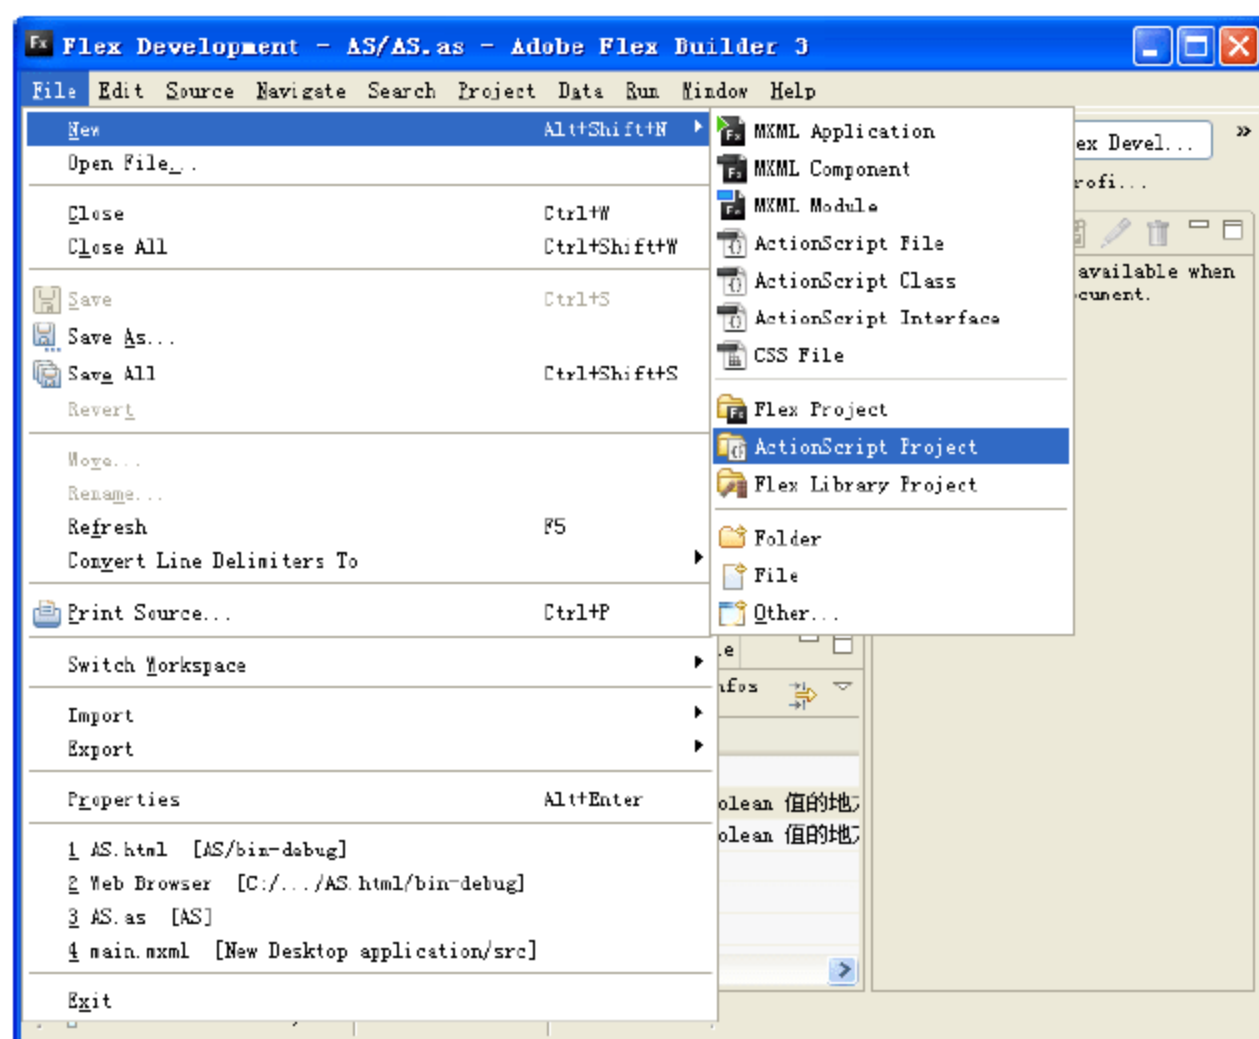 Flex Development - AS/AS.as - Adobe Flex Builder 3
File Edit Source Navigate Search Project Data Run Window Help
New Alt+Shift+N
Open File...
Close Ctrl+W
Close All Ctrl+Shift+W
Save Ctrl+S
Save As...
Save All Ctrl+Shift+S
Revert
Move...
Rename...
Refresh F5
Convert Line Delimiters To
Print Source... Ctrl+P
Switch Workspace
Import
Export
Properties Alt+Enter
1 AS.html [AS/bin-debug]
2 Web Browser [C:/.../AS.html/bin-debug]
3 AS.as [AS]
4 main.mxml [New Desktop application/src]
Exit
MXML Application
MXML Component
MXML Module
ActionScript File
ActionScript Class
ActionScript Interface
CSS File
Flex Project
ActionScript Project
Flex Library Project
Folder
File
Other...
ex Devel... »
rofi...
available when
cument.
.e
nfos
olean 值的地
olean 值的地